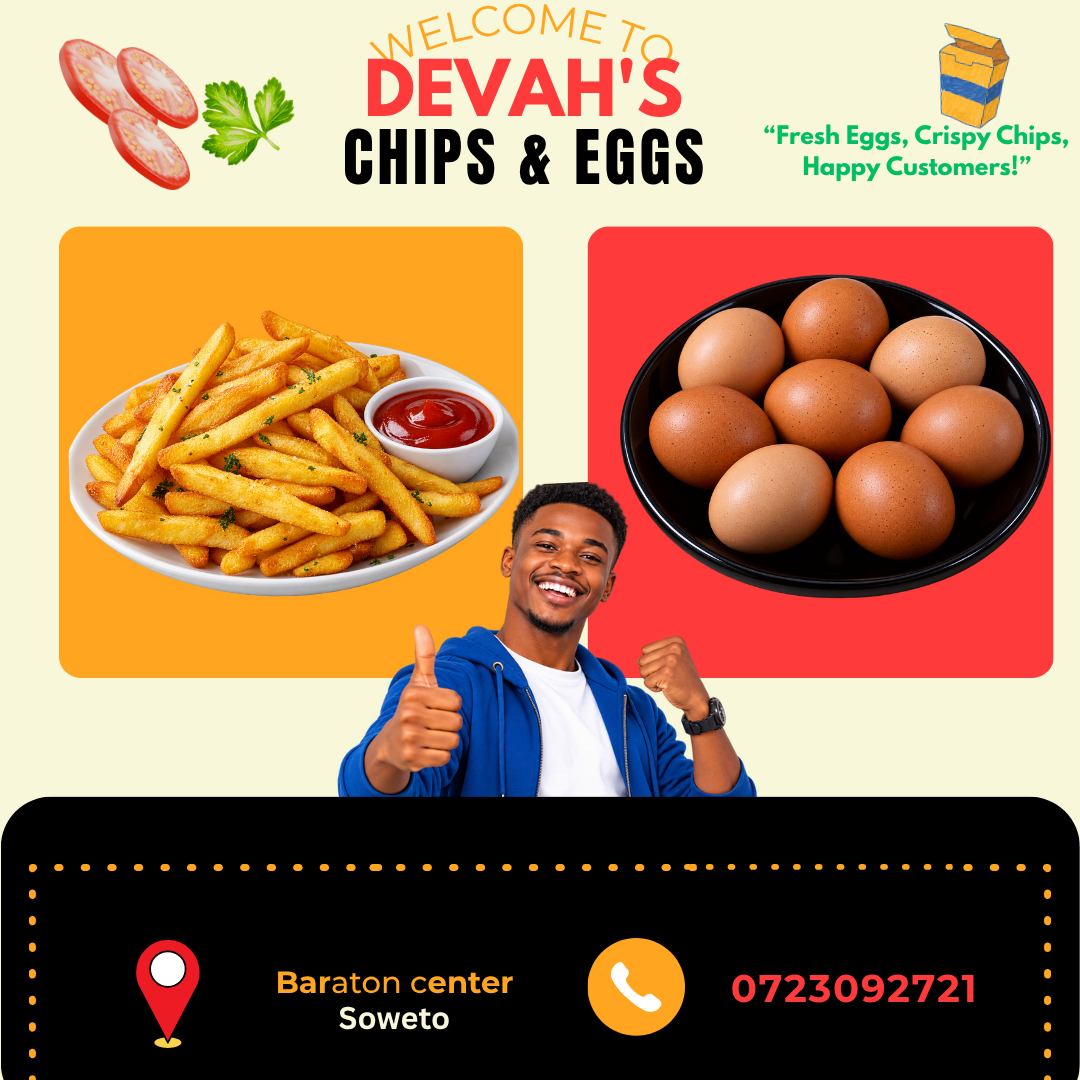 WELCOME TO
DEVAH'S
CHIPS & EGGS
“Fresh Eggs, Crispy Chips,
Happy Customers!”
Baraton center
Soweto
0723092721